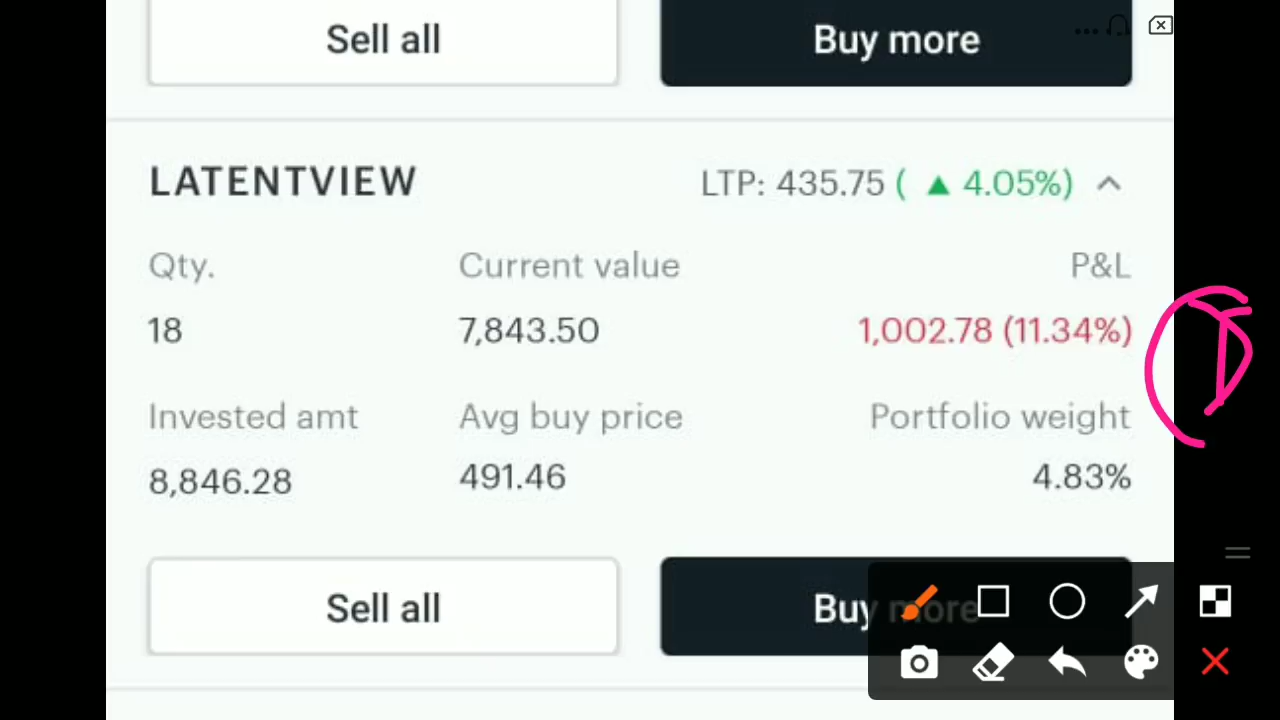 Sell all Buy more
LATENTVIEW LTP: 435.75 ( ▲ 4.05%)
Qty. Current value P&L
18 7,843.50 1,002.78 (11.34%)
Invested amt Avg buy price Portfolio weight
8,846.28 491.46 4.83%
Sell all Buy more